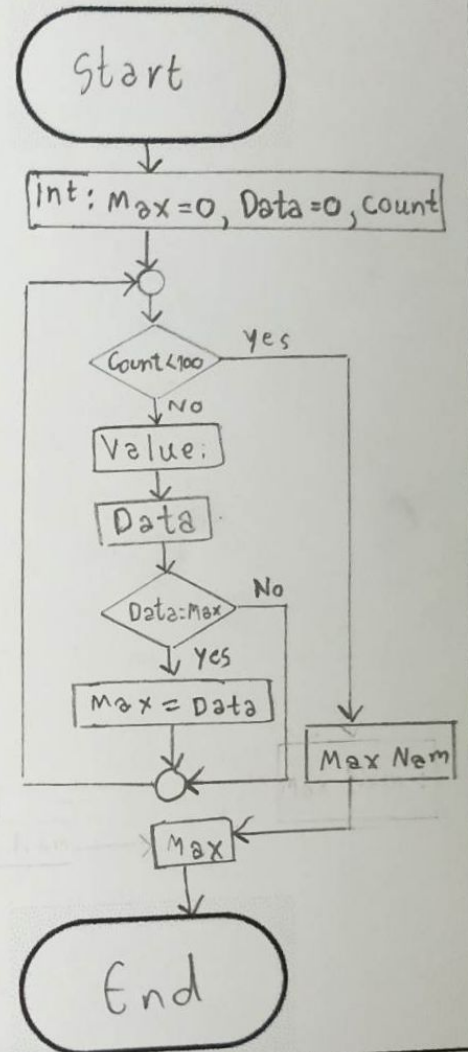 Start
int: Max=0, Data=0, count
Count<100
Yes
No
Value:
Data
Data=Max
No
Yes
Max = Data
Max Nam
Max
End